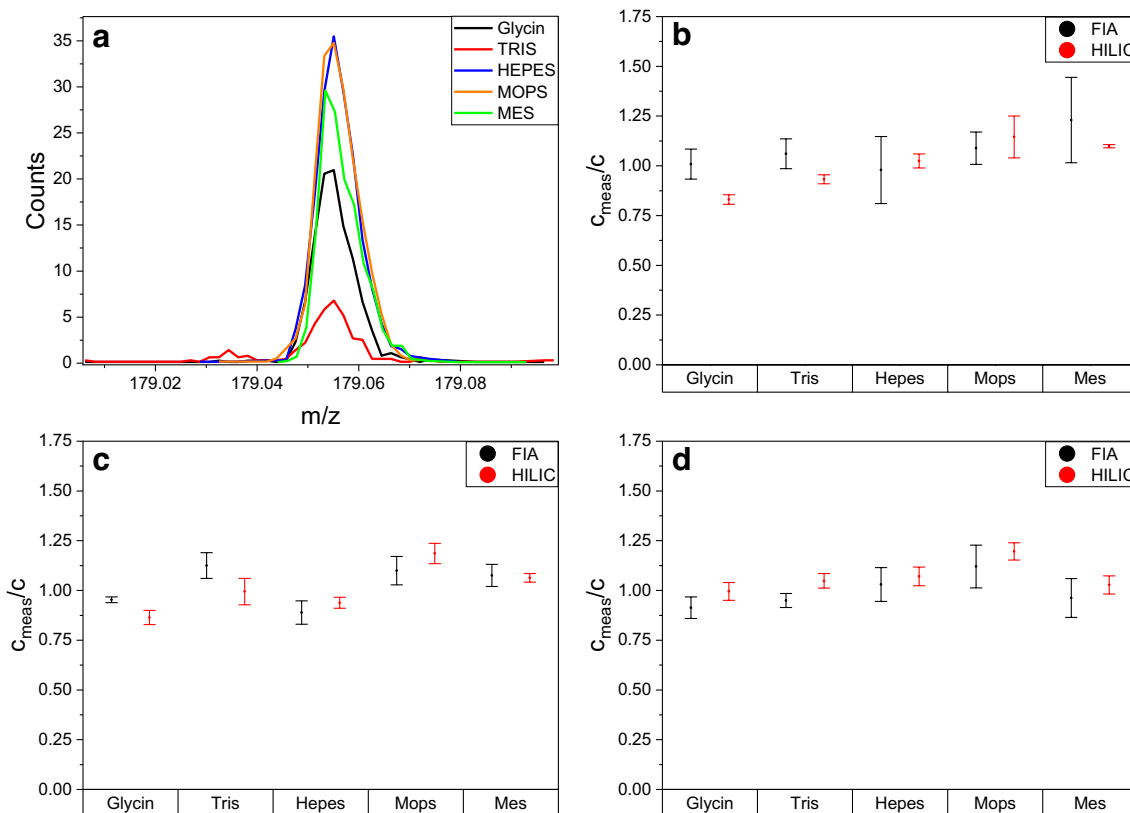 a
Glycin
TRIS
HEPES
MOPS
MES
Counts
35
30
25
20
15
10
5
0
179.02 179.04 179.06 179.08
m/z
b
FIA
HILIC
c_meas/c
1.75
1.50
1.25
1.00
0.75
0.50
0.25
0.00
Glycin Tris Hepes Mops Mes
c
FIA
HILIC
c_meas/c
1.75
1.50
1.25
1.00
0.75
0.50
0.25
0.00
Glycin Tris Hepes Mops Mes
d
FIA
HILIC
c_meas/c
1.75
1.50
1.25
1.00
0.75
0.50
0.25
0.00
Glycin Tris Hepes Mops Mes